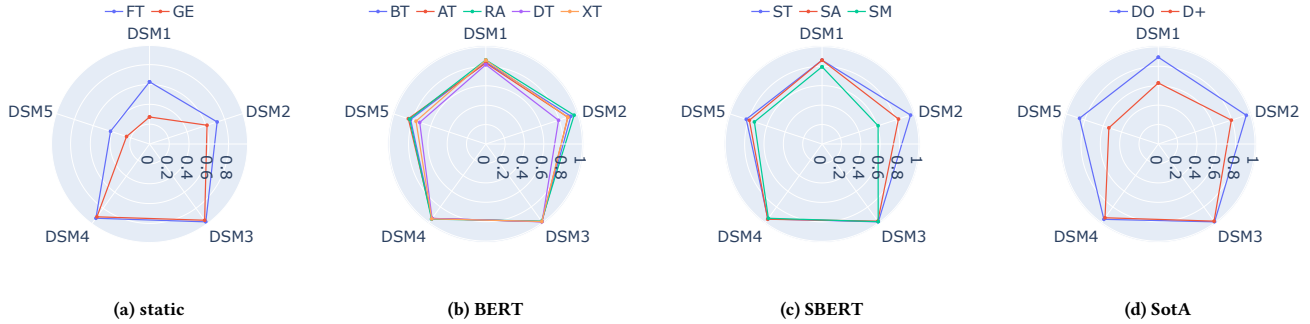 FT GE
DSM1
DSM2
DSM3
DSM4
DSM5
0 0.2 0.4 0.6 0.8
(a) static
BT AT RA DT XT
DSM1
DSM2
DSM3
DSM4
DSM5
0 0.2 0.4 0.6 0.8 1
(b) BERT
ST SA SM
DSM1
DSM2
DSM3
DSM4
DSM5
0 0.2 0.4 0.6 0.8 1
(c) SBERT
DO D+
DSM1
DSM2
DSM3
DSM4
DSM5
0 0.2 0.4 0.6 0.8 1
(d) SotA